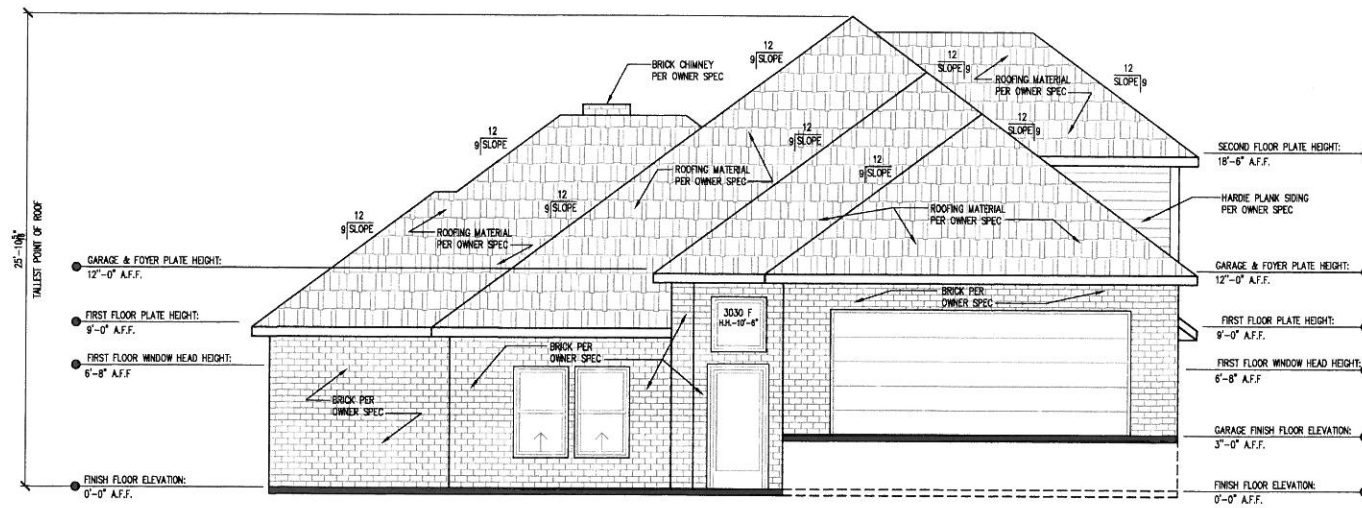 12
9 SLOPE
BRICK CHIMNEY
PER OWNER SPEC
12
SLOPE 9
12
SLOPE 9
ROOFING MATERIAL
PER OWNER SPEC
12
9 SLOPE
12
9 SLOPE
12
SLOPE 9
SECOND FLOOR PLATE HEIGHT:
18'-6" A.F.F.
12
9 SLOPE
ROOFING MATERIAL
PER OWNER SPEC
HARDIE PLANK SIDING
PER OWNER SPEC
12
9 SLOPE
12
9 SLOPE
ROOFING MATERIAL
PER OWNER SPEC
ROOFING MATERIAL
PER OWNER SPEC
TALLEST POINT OF ROOF
GARAGE & FOYER PLATE HEIGHT:
12"-0" A.F.F.
GARAGE & FOYER PLATE HEIGHT:
12"-0" A.F.F.
BRICK PER
OWNER SPEC
3030 F
H.H.-10'-6"
FIRST FLOOR PLATE HEIGHT:
9'-0" A.F.F.
FIRST FLOOR PLATE HEIGHT:
9'-0" A.F.F.
BRICK PER
OWNER SPEC
FIRST FLOOR WINDOW HEAD HEIGHT:
6'-8" A.F.F
FIRST FLOOR WINDOW HEAD HEIGHT:
6'-8" A.F.F
BRICK PER
OWNER SPEC
GARAGE FINISH FLOOR ELEVATION:
3"-0" A.F.F.
FINISH FLOOR ELEVATION:
0'-0" A.F.F.
FINISH FLOOR ELEVATION:
0'-0" A.F.F.